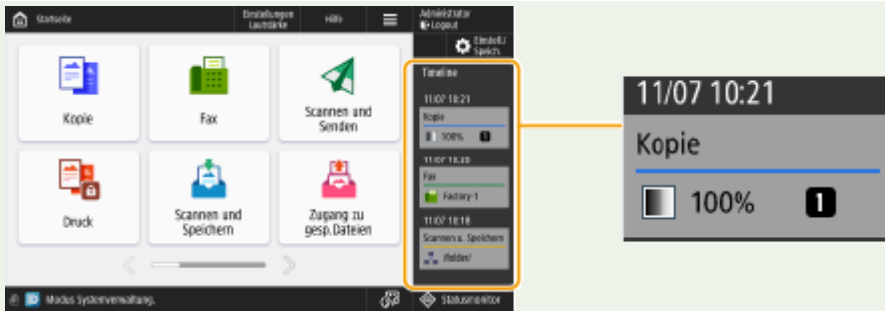 Startseite
Einstellungen
Lautstärke
Hilfe
Administrator
Logout
Einstell./
Speich.
Kopie
Fax
Scannen und
Senden
Druck
Scannen und
Speichern
Zugang zu
gesp.Dateien
Timeline
11/07 10:21
Kopie
100%
1
11/07 10:20
Fax
Factory-1
11/07 10:18
Scannen u. Speichern
/folder/
ID
Modus Systemverwaltung.
Statusmonitor
11/07 10:21
Kopie
100%
1